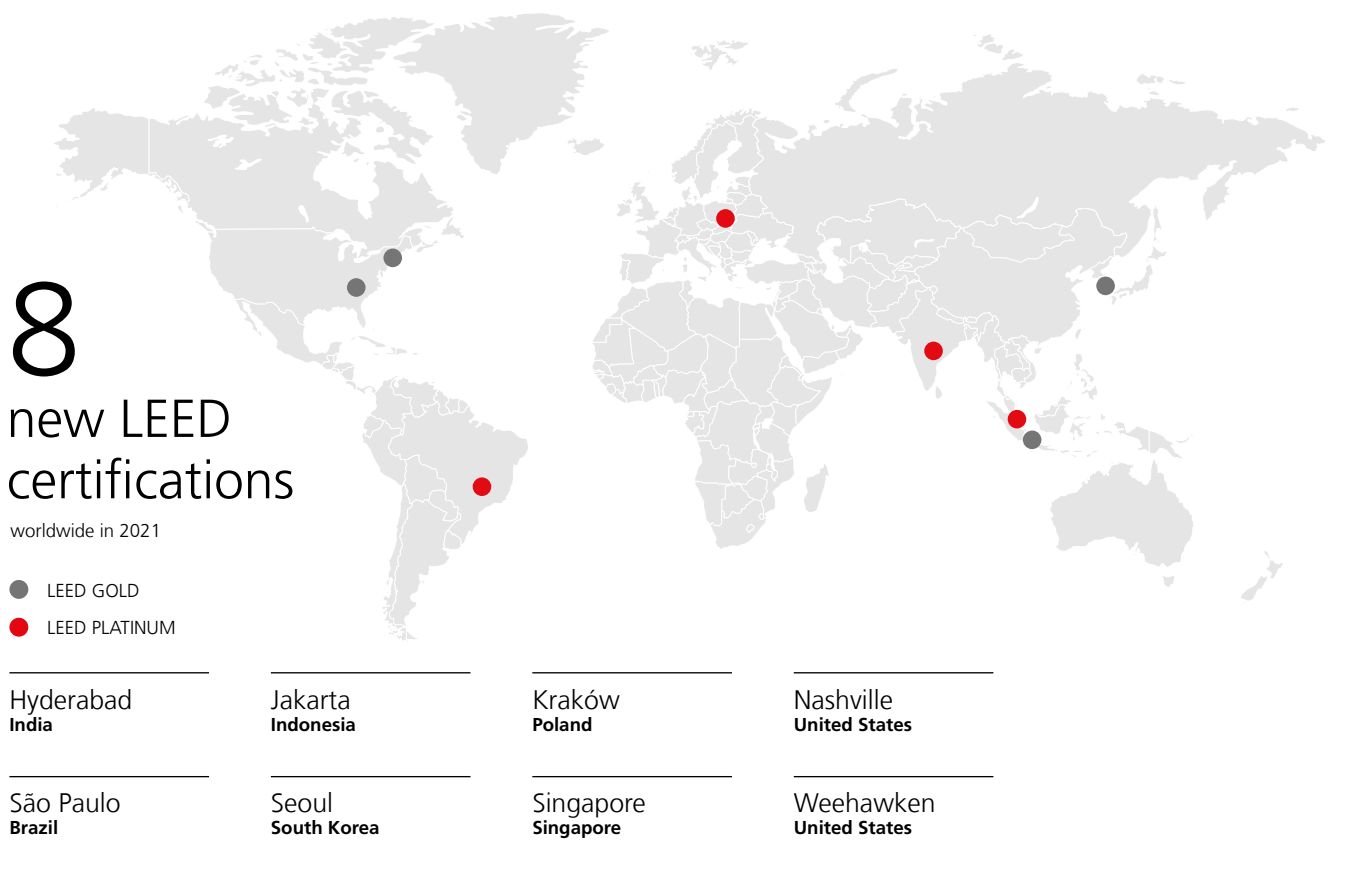 8
new LEED
certifications
worldwide in 2021
LEED GOLD
LEED PLATINUM
Hyderabad
India
Jakarta
Indonesia
Kraków
Poland
Nashville
United States
São Paulo
Brazil
Seoul
South Korea
Singapore
Singapore
Weehawken
United States